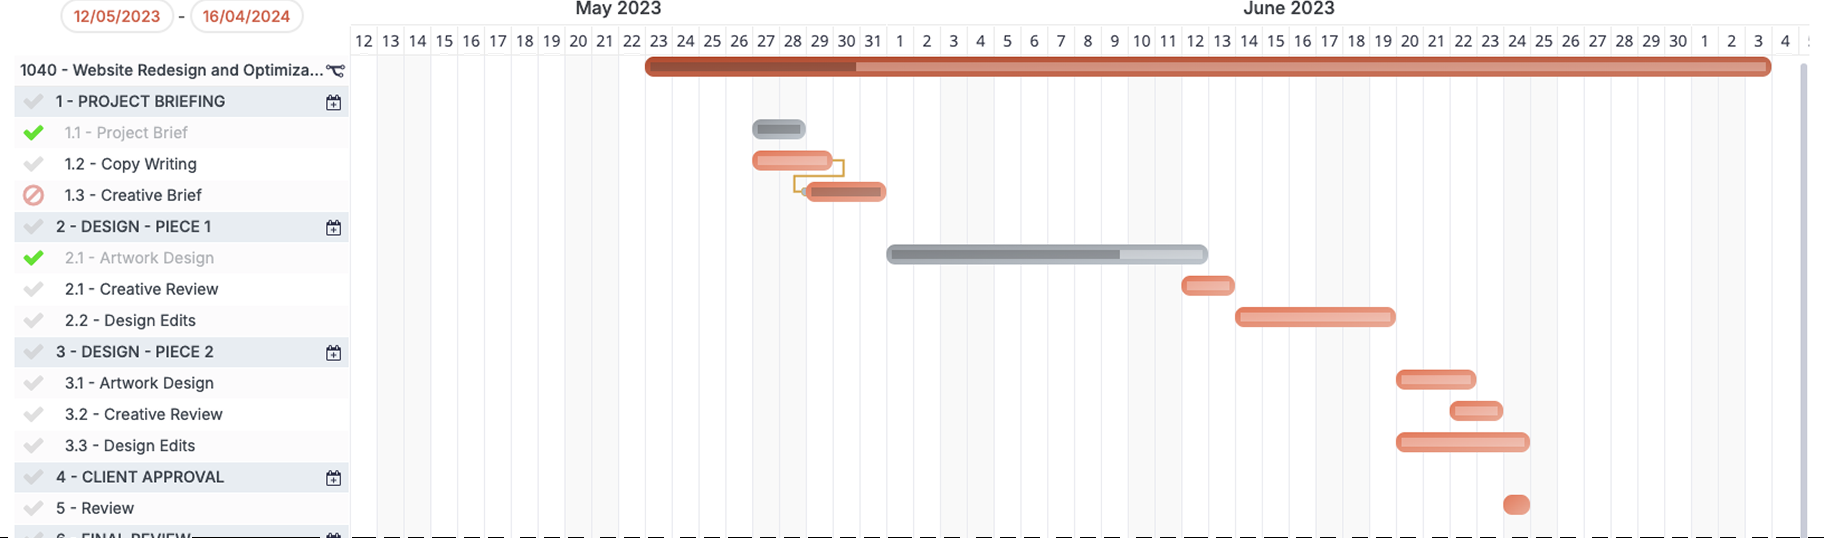 May 2023 June 2023
12/05/2023 - 16/04/2024
12 13 14 15 16 17 18 19 20 21 22 23 24 25 26 27 28 29 30 31 1 2 3 4 5 6 7 8 9 10 11 12 13 14 15 16 17 18 19 20 21 22 23 24 25 26 27 28 29 30 1 2 3 4
1040 - Website Redesign and Optimiza...
1 - PROJECT BRIEFING
1.1 - Project Brief
1.2 - Copy Writing
1.3 - Creative Brief
2 - DESIGN - PIECE 1
2.1 - Artwork Design
2.1 - Creative Review
2.2 - Design Edits
3 - DESIGN - PIECE 2
3.1 - Artwork Design
3.2 - Creative Review
3.3 - Design Edits
4 - CLIENT APPROVAL
5 - Review
6 - FINAL REVIEW